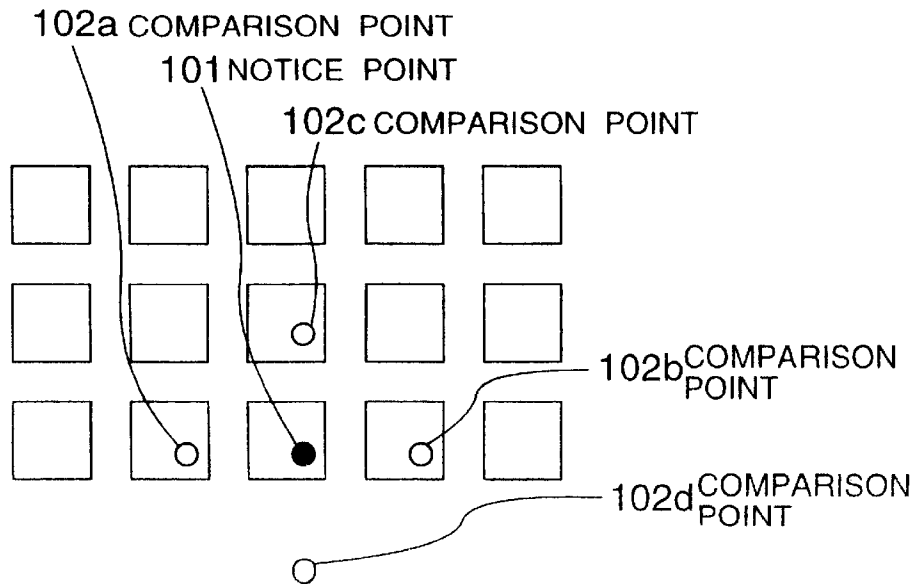 102a COMPARISON POINT
101 NOTICE POINT
102c COMPARISON POINT
102b COMPARISON
POINT
102d COMPARISON
POINT